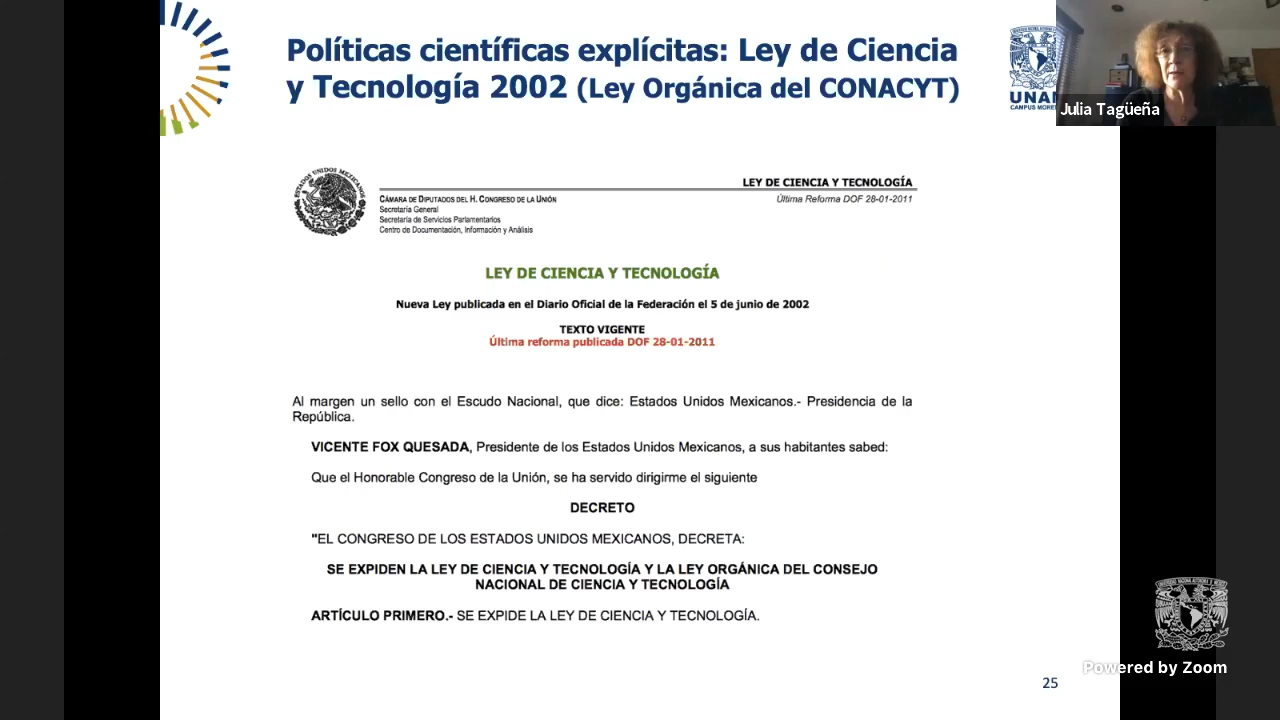 Políticas científicas explícitas: Ley de Ciencia
y Tecnología 2002 (Ley Orgánica del CONACYT)
UNAM
CAMPUS MORE
Julia Tagüeña
ESTADOS UNIDOS MEXICANOS
CÁMARA DE DIPUTADOS DEL H. CONGRESO DE LA UNIÓN
Secretaría General
Secretaría de Servicios Parlamentarios
Centro de Documentación, Información y Análisis
LEY DE CIENCIA Y TECNOLOGÍA
Última Reforma DOF 28-01-2011
LEY DE CIENCIA Y TECNOLOGÍA
Nueva Ley publicada en el Diario Oficial de la Federación el 5 de junio de 2002
TEXTO VIGENTE
Última reforma publicada DOF 28-01-2011
Al margen un sello con el Escudo Nacional, que dice: Estados Unidos Mexicanos.- Presidencia de la
República.
VICENTE FOX QUESADA, Presidente de los Estados Unidos Mexicanos, a sus habitantes sabed:
Que el Honorable Congreso de la Unión, se ha servido dirigirme el siguiente
DECRETO
"EL CONGRESO DE LOS ESTADOS UNIDOS MEXICANOS, DECRETA:
SE EXPIDEN LA LEY DE CIENCIA Y TECNOLOGÍA Y LA LEY ORGÁNICA DEL CONSEJO
NACIONAL DE CIENCIA Y TECNOLOGÍA
ARTÍCULO PRIMERO.- SE EXPIDE LA LEY DE CIENCIA Y TECNOLOGÍA.
Powered by Zoom
25